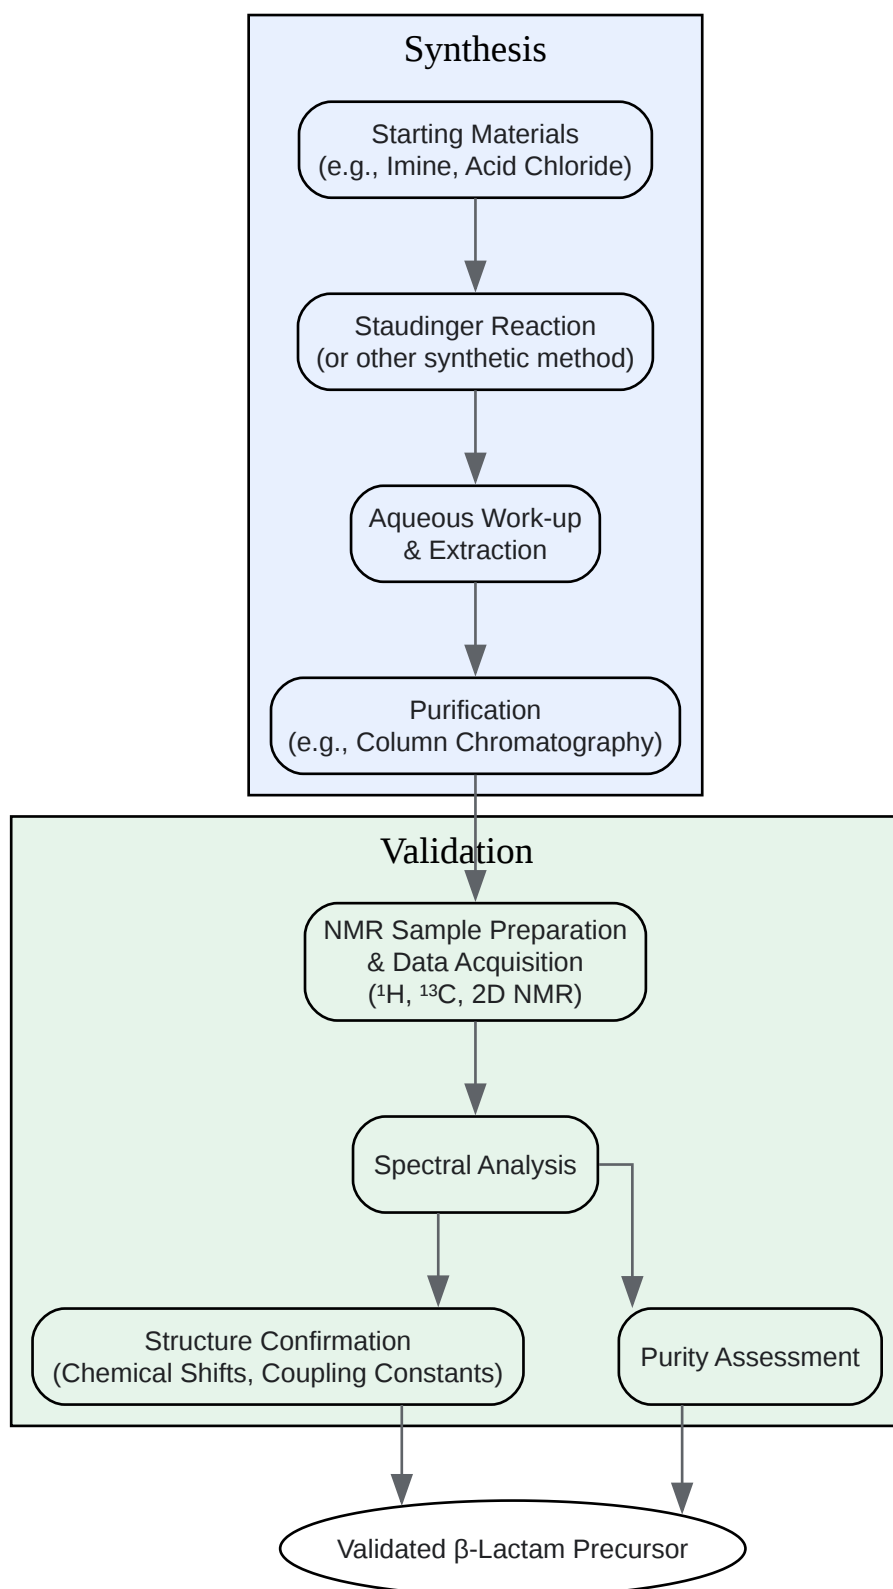 Synthesis
Starting Materials
(e.g., Imine, Acid Chloride)
Staudinger Reaction
(or other synthetic method)
Aqueous Work-up
& Extraction
Purification
(e.g., Column Chromatography)
Validation
NMR Sample Preparation
& Data Acquisition
(¹H, ¹³C, 2D NMR)
Spectral Analysis
Structure Confirmation
(Chemical Shifts, Coupling Constants)
Purity Assessment
Validated β-Lactam Precursor